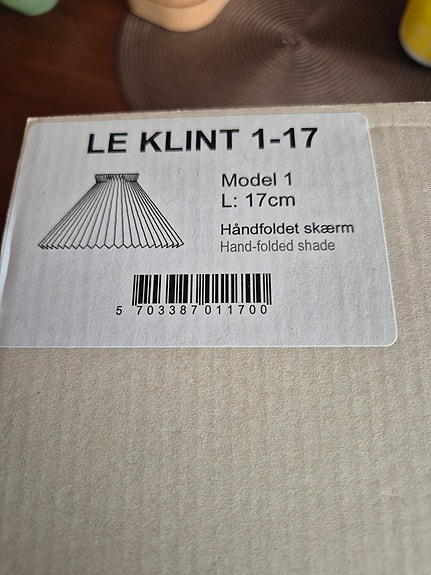 LE KLINT 1-17
Model 1
L: 17cm
Håndfoldet skærm
Hand-folded shade
5 703387 011700